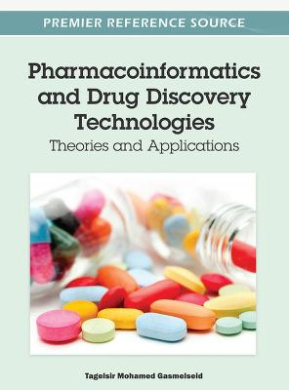 PREMIER REFERENCE SOURCE
Pharmacoinformatics
and Drug Discovery
Technologies
Theories and Applications
Tagelsir Mohamed Gasmelseid